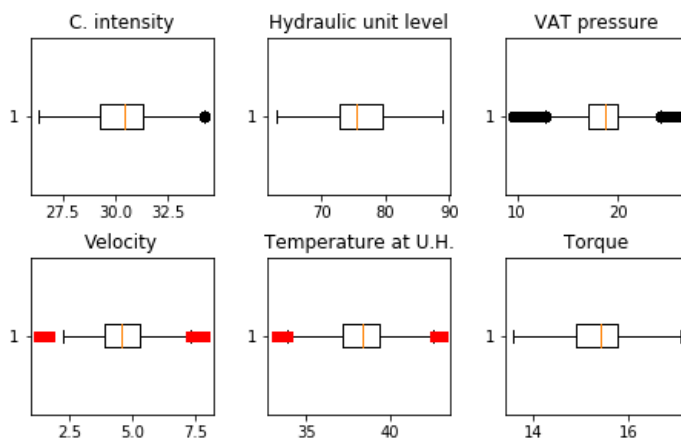 C. intensity
Hydraulic unit level
VAT pressure
1
1
1
27.5 30.0 32.5
70 80 90
10 20
Velocity
Temperature at U.H.
Torque
1
1
1
2.5 5.0 7.5
35 40
14 16